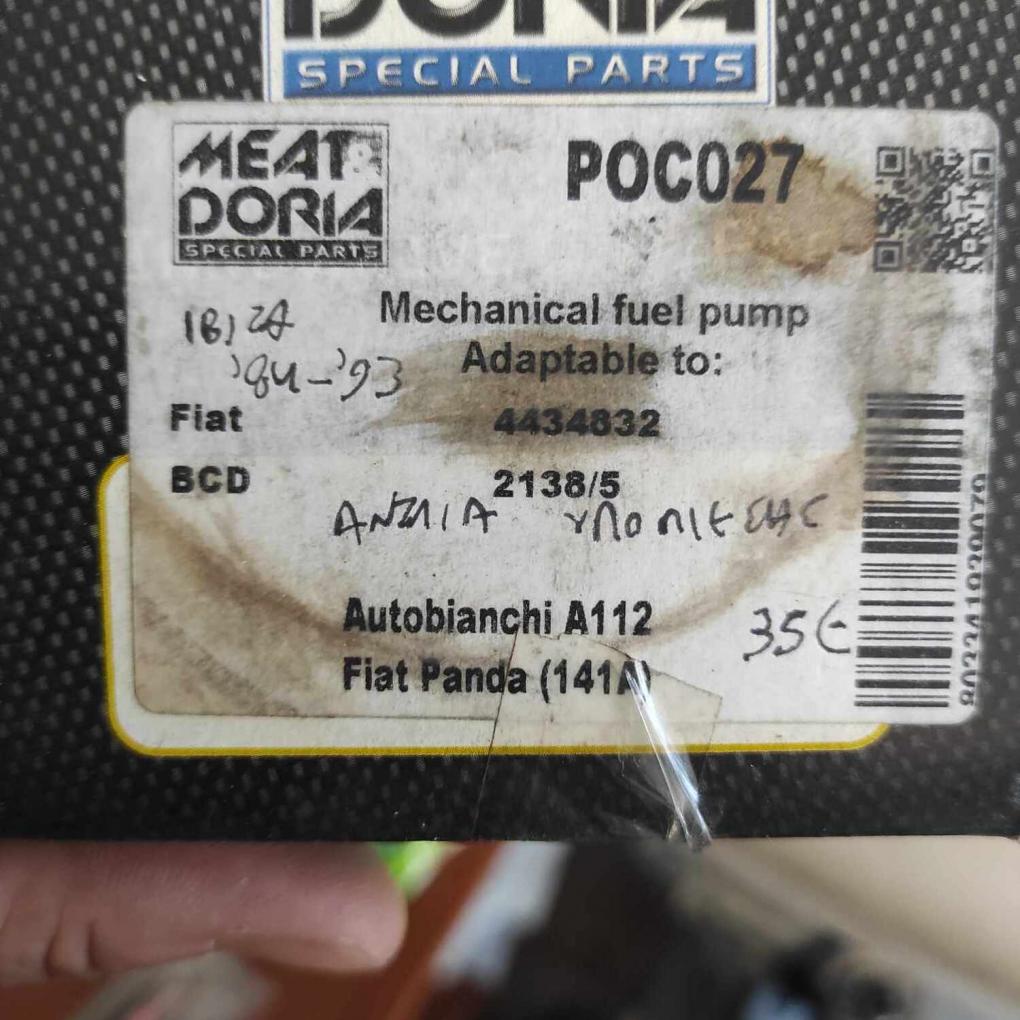 DORIA
SPECIAL PARTS
MEAT &
DORIA
SPECIAL PARTS
POC027
IBIZA
'84-'93
Mechanical fuel pump
Adaptable to:
Fiat 4434832
BCD 2138/5
ΑΝΤΛΙΑ ΥΠΟΠΙΕΣΗΣ
Autobianchi A112
Fiat Panda (141A)
35€